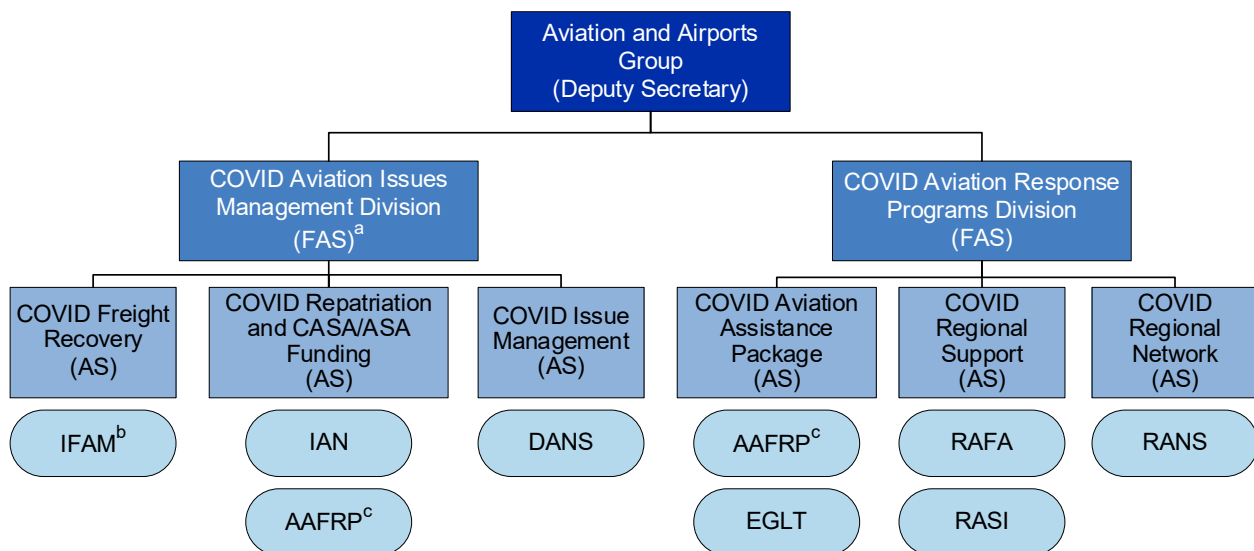 Aviation and Airports
Group
(Deputy Secretary)
COVID Aviation Issues
Management Division
(FAS)a
COVID Aviation Response
Programs Division
(FAS)
COVID Freight
Recovery
(AS)
COVID Repatriation
and CASA/ASA
Funding
(AS)
COVID Issue
Management
(AS)
COVID Aviation
Assistance
Package
(AS)
COVID
Regional
Support
(AS)
COVID
Regional
Network
(AS)
IFAMb
IAN
DANS
AAFRPc
RAFA
RANS
AAFRPc
EGLT
RASI